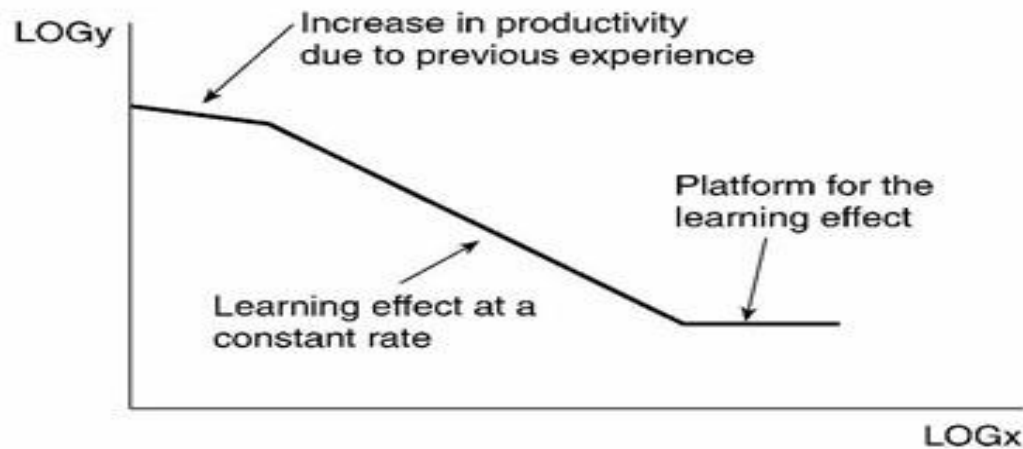 LOGy
Increase in productivity
due to previous experience
Platform for the
learning effect
Learning effect at a
constant rate
LOGx